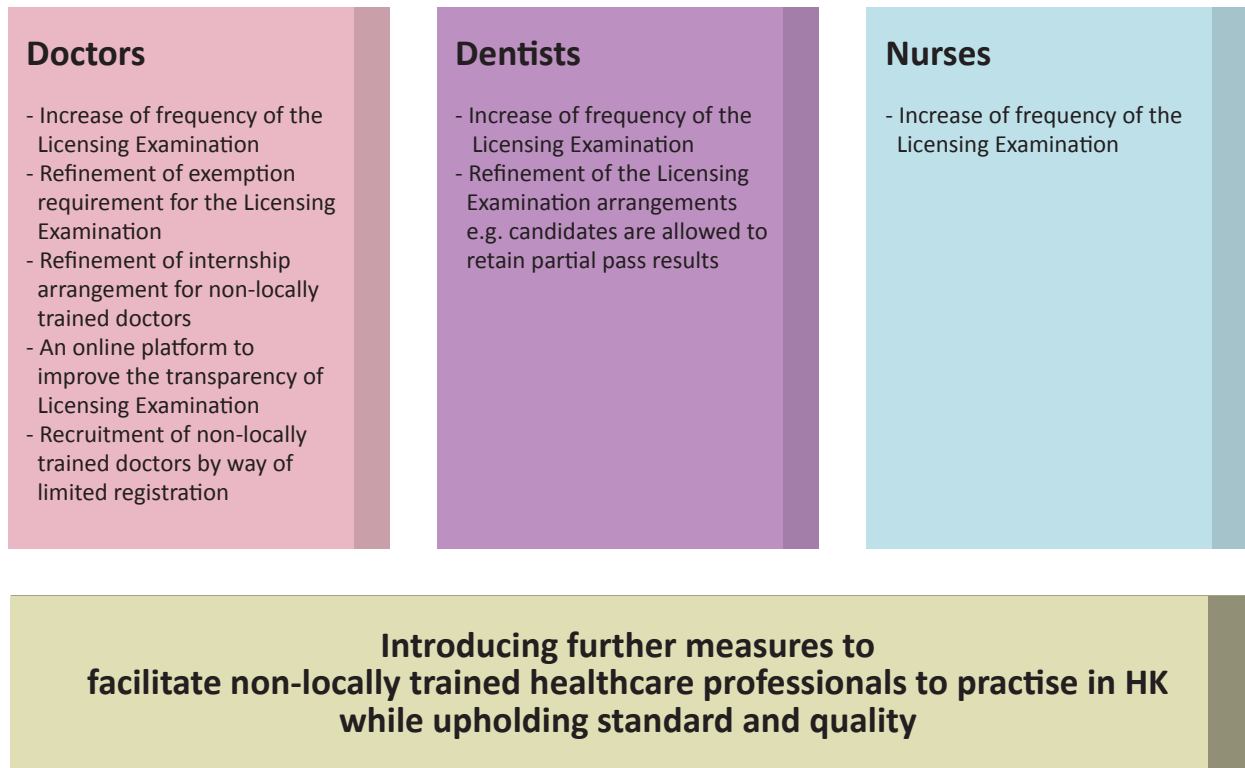 Doctors
- Increase of frequency of the
Licensing Examination
- Refinement of exemption
requirement for the Licensing
Examination
- Refinement of internship
arrangement for non-locally
trained doctors
- An online platform to
improve the transparency of
Licensing Examination
- Recruitment of non-locally
trained doctors by way of
limited registration
Dentists
- Increase of frequency of the
Licensing Examination
- Refinement of the Licensing
Examination arrangements
e.g. candidates are allowed to
retain partial pass results
Nurses
- Increase of frequency of the
Licensing Examination
Introducing further measures to
facilitate non-locally trained healthcare professionals to practise in HK
while upholding standard and quality